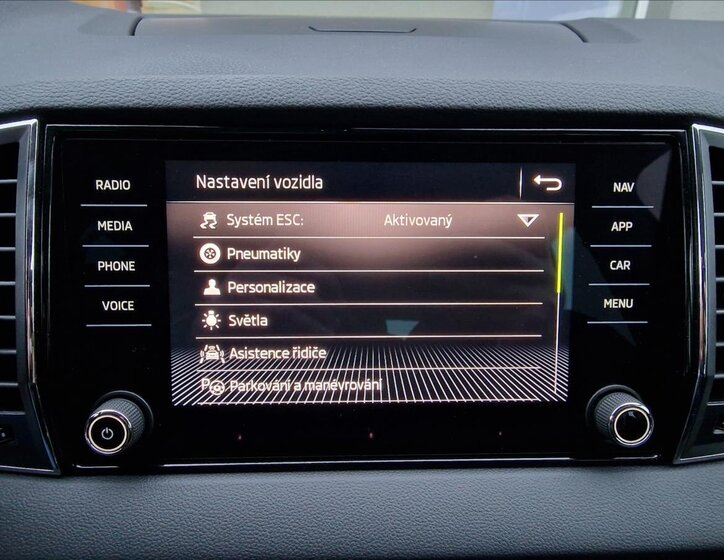 Nastavení vozidla
Systém ESC: Aktivovaný
Pneumatiky
Personalizace
Světla
Asistence řidiče
Parkování a manévrování
RADIO
MEDIA
PHONE
VOICE
NAV
APP
CAR
MENU